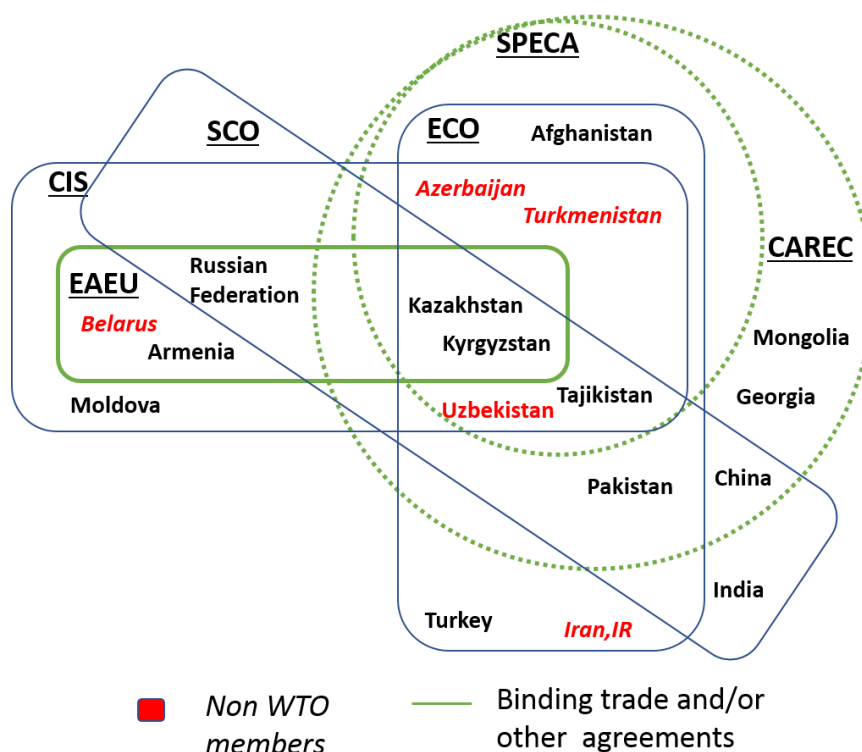 SPECA
SCO
ECO
Afghanistan
CIS
Azerbaijan
Turkmenistan
CAREC
EAEU
Russian
Federation
Kazakhstan
Belarus
Armenia
Kyrgyzstan
Mongolia
Moldova
Uzbekistan
Tajikistan
Georgia
Pakistan
China
India
Turkey
Iran,IR
Non WTO
members
Binding trade and/or
other agreements